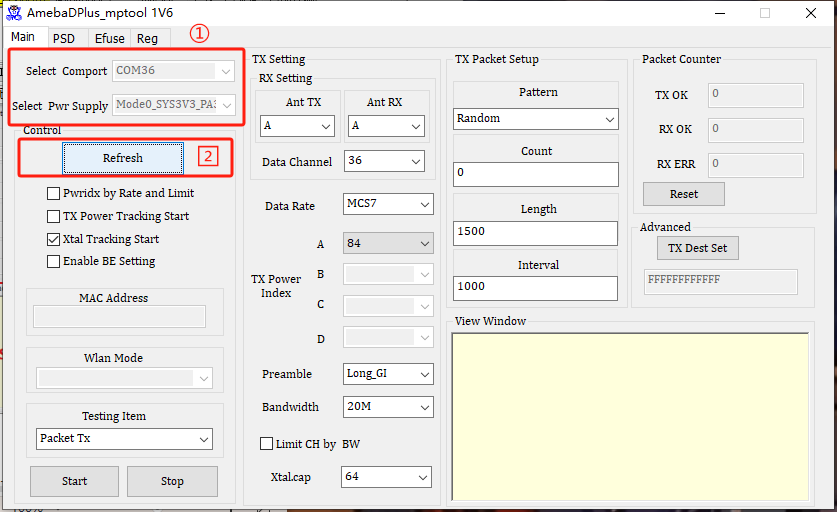 AmebaDPlus_mptool 1V6
Main PSD Efuse Reg
①
Select Comport COM36
Select Pwr Supply Mode0_SYS3V3_PA3
Control
Refresh
2
Pwridx by Rate and Limit
TX Power Tracking Start
Xtal Tracking Start
Enable BE Setting
MAC Address
Wlan Mode
Testing Item
Packet Tx
Start Stop
TX Setting
RX Setting
Ant TX Ant RX
A A
Data Channel 36
Data Rate MCS7
TX Power Index
A 84
B
C
D
Preamble Long_GI
Bandwidth 20M
Limit CH by BW
Xtal.cap 64
TX Packet Setup
Pattern
Random
Count
0
Length
1500
Interval
1000
Packet Counter
TX OK 0
RX OK 0
RX ERR 0
Reset
Advanced
TX Dest Set
FFFFFFFFFFFF
View Window
100%